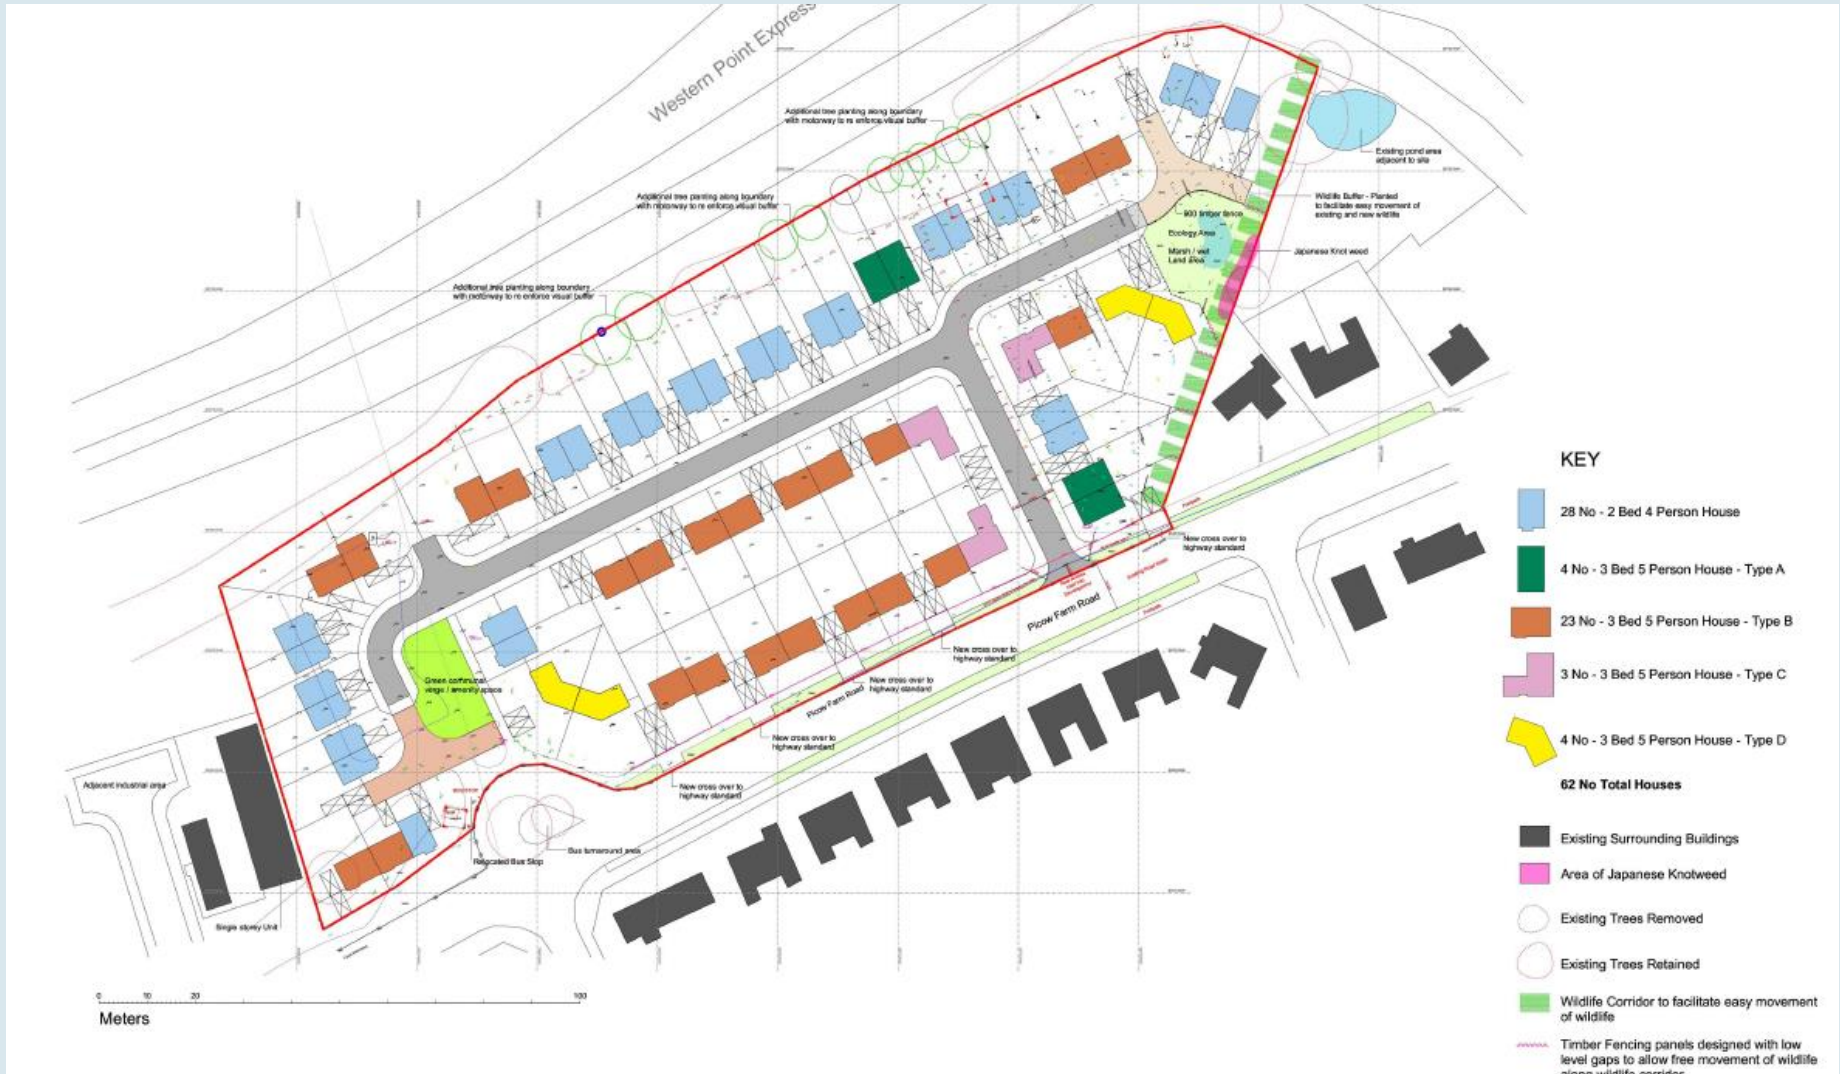 Western Point Express
Additional tree planting along boundary
with motorway to re enforce visual buffer
Additional tree planting along boundary
with motorway to re enforce visual buffer
Additional tree planting along boundary
with motorway to re enforce visual buffer
Existing pond area
adjacent to site
Wildlife Buffer - Planted
to facilitate easy movement of
existing and new wildlife
900 timber fence
Ecology Area
Marsh / wet
Land area
Japanese Knot weed
New cross over to
highway standard
Picow Farm Road
New cross over to
highway standard
New cross over to
highway standard
Picow Farm Road
New cross over to
highway standard
New cross over to
highway standard
Green communal
verge / amenity space
Adjacent industrial area
Relocated Bus Stop
Bus turnaround area
Single storey Unit
0 10 20 100
Meters
KEY
28 No - 2 Bed 4 Person House
4 No - 3 Bed 5 Person House - Type A
23 No - 3 Bed 5 Person House - Type B
3 No - 3 Bed 5 Person House - Type C
4 No - 3 Bed 5 Person House - Type D
62 No Total Houses
Existing Surrounding Buildings
Area of Japanese Knotweed
Existing Trees Removed
Existing Trees Retained
Wildlife Corridor to facilitate easy movement
of wildlife
Timber Fencing panels designed with low
level gaps to allow free movement of wildlife
along wildlife corridor